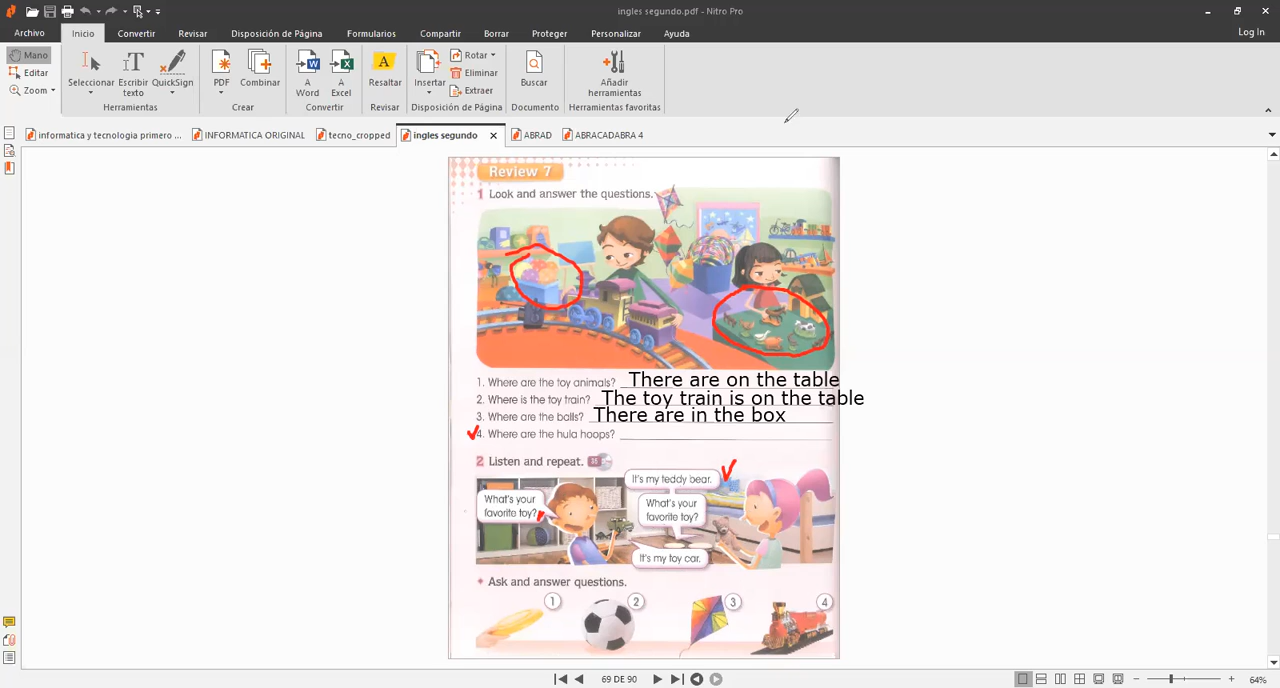 ingles segundo.pdf - Nitro Pro
Archivo Inicio Convertir Revisar Disposición de Página Formularios Compartir Borrar Proteger Personalizar Ayuda Log In
Mano
Editar
Zoom
Seleccionar
Escribir texto
QuickSign
PDF
Combinar
A Word
A Excel
Resaltar
Insertar
Rotar
Eliminar
Extraer
Buscar
Añadir herramientas
Herramientas Crear Convertir Revisar Disposición de Página Documento Herramientas favoritas
informatica y tecnologia primero ... INFORMATICA ORIGINAL tecno_cropped ingles segundo ABRAD ABRACADABRA 4
Review 7
1 Look and answer the questions.
1. Where are the toy animals? There are on the table
2. Where is the toy train? The toy train is on the table
3. Where are the balls? There are in the box
4. Where are the hula hoops?
2 Listen and repeat. 35
What's your favorite toy?
It's my teddy bear.
What's your favorite toy?
It's my toy car.
Ask and answer questions.
1 2 3 4
69 DE 90
64%